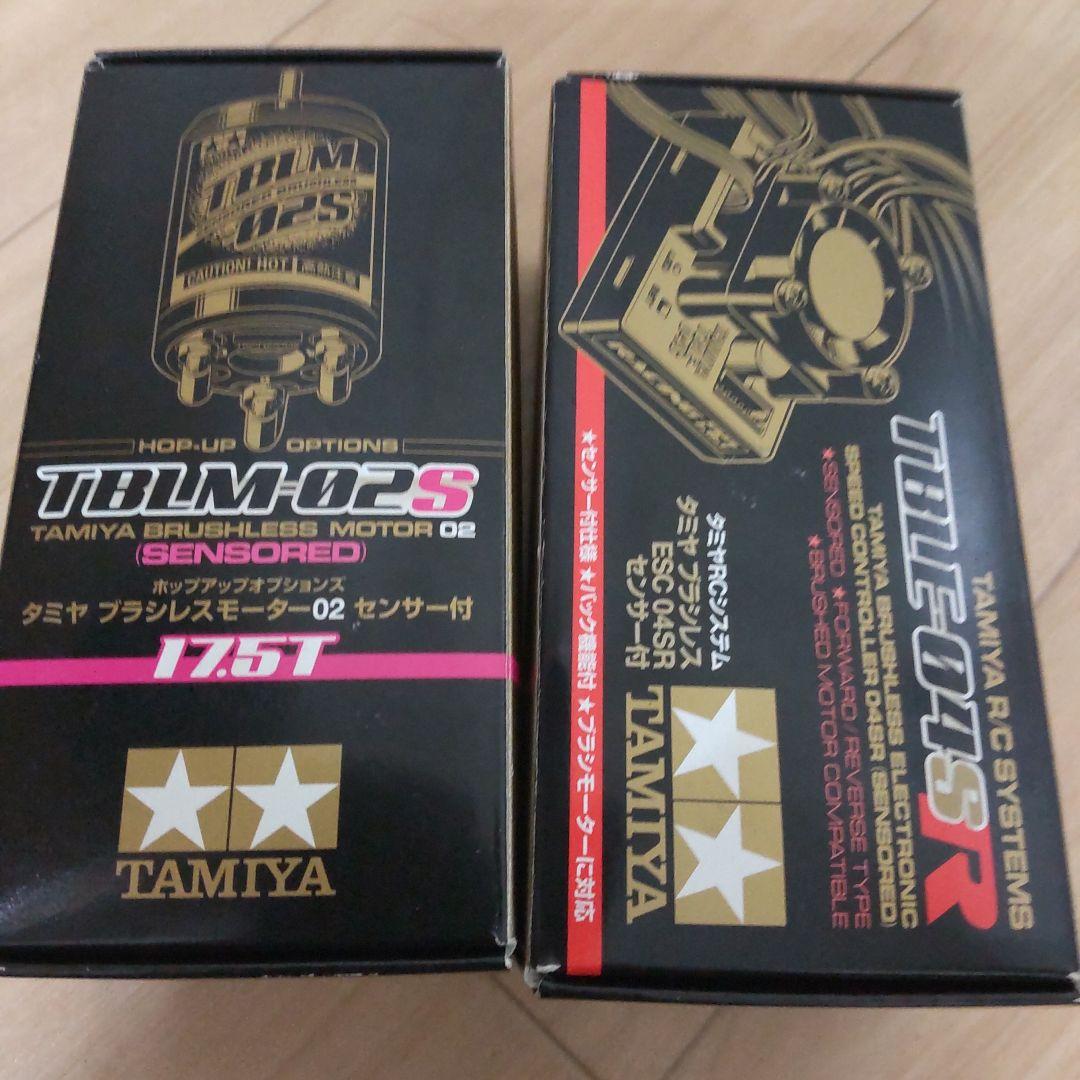 TBLM
SENSORED BRUSHLESS
-02S
CAUTION! HOT
HOP-UP OPTIONS
TBLM-02S
TAMIYA BRUSHLESS MOTOR 02
(SENSORED)
ホップアップオプションズ
タミヤ ブラシレスモーター02 センサー付
17.5T
TAMIYA
TAMIYA R/C SYSTEMS
TBLE-04SR
TAMIYA BRUSHLESS ELECTRONIC
SPEED CONTROLLER 04SR (SENSORED)
★SENSORED ★FORWARD/REVERSE TYPE
★BRUSHED MOTOR COMPATIBLE
タミヤRCシステム
タミヤ ブラシレス
ESC 04SR
センサー付
TAMIYA
★センサー付仕様 ★バック機能付 ★ブラシモーターに対応